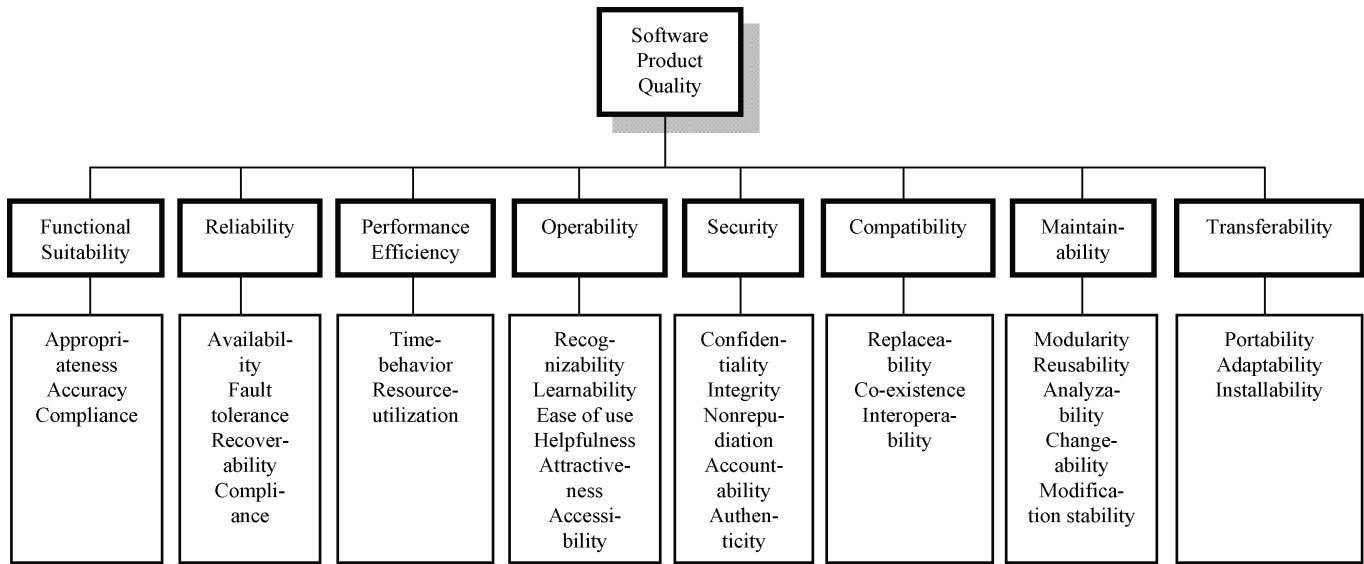 Software
Product
Quality
Functional
Suitability
Reliability
Performance
Efficiency
Operability
Security
Compatibility
Maintain-
ability
Transferability
Appropri-
ateness
Accuracy
Compliance
Availabil-
ity
Fault
tolerance
Recover-
ability
Compli-
ance
Time-
behavior
Resource-
utilization
Recog-
nizability
Learnability
Ease of use
Helpfulness
Attractive-
ness
Accessi-
bility
Confiden-
tiality
Integrity
Nonrepu-
diation
Account-
ability
Authen-
ticity
Replacea-
bility
Co-existence
Interopera-
bility
Modularity
Reusability
Analyza-
bility
Change-
ability
Modifica-
tion stability
Portability
Adaptability
Installability